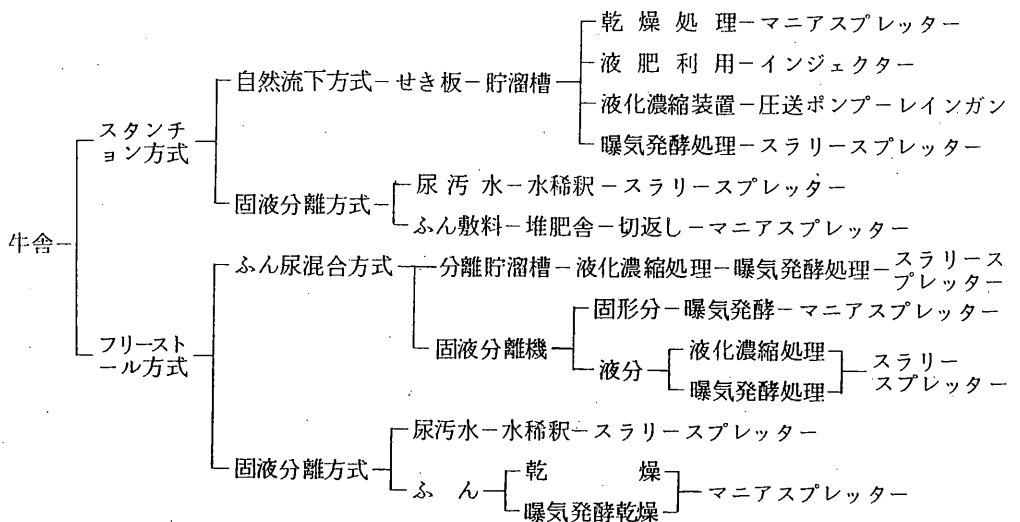 乾燥処理－マニアスプレッター
液肥利用－インジェクター
自然流下方式－せき板－貯溜槽
液化濃縮装置－圧送ポンプ－レインガン
スタンチ
ョン方式
曝気発酵処理－スラリースプレッター
尿汚水－水稀釈－スラリースプレッター
固液分離方式
ふん敷料－堆肥舎－切返し－マニアスプレッター
牛舎
ふん尿混合方式
分離貯溜槽－液化濃縮処理－曝気発酵処理－スラリース
プレッター
固形分－曝気発酵－マニアスプレッター
フリースト
ール方式
固液分離機
液分
液化濃縮処理
曝気発酵処理
スラリー
スプレッター
尿汚水－水稀釈－スラリースプレッター
固液分離方式
ふん
乾燥
曝気発酵乾燥
マニアスプレッター